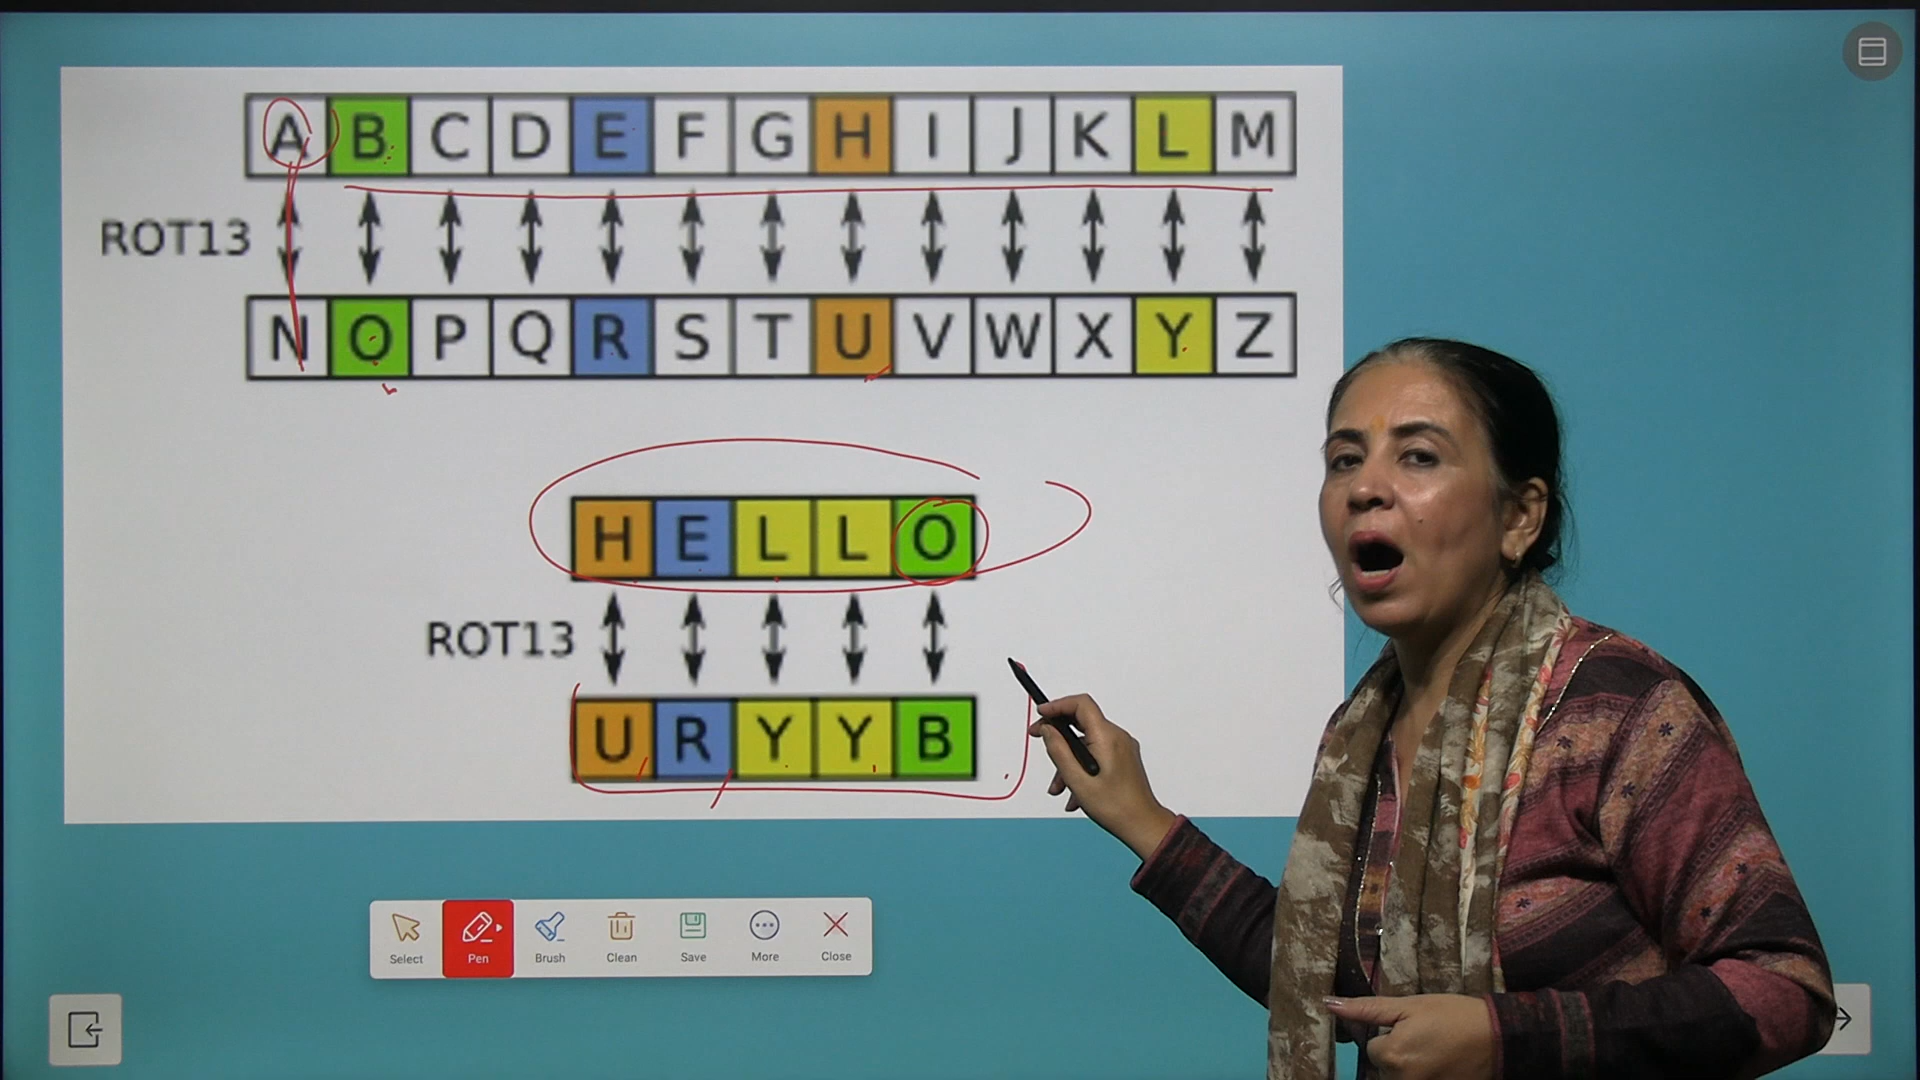 A B C D E F G H I J K L M
ROT13
N O P Q R S T U V W X Y Z
H E L L O
ROT13
U R Y Y B
Select Pen Brush Clean Save More Close